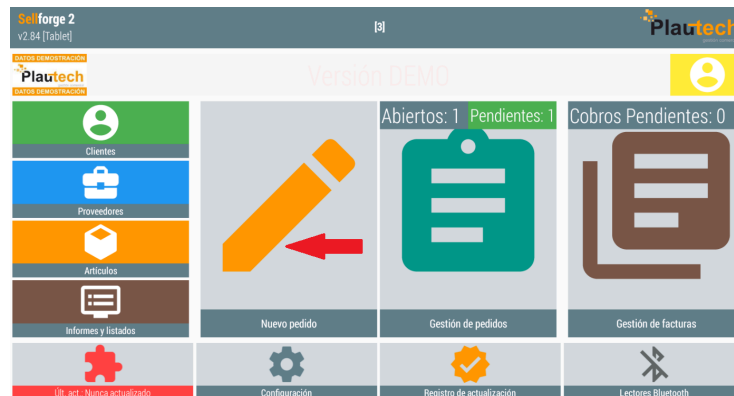 Sellforge 2
v2.84 [Tablet]
[3]
Plautech
DATOS DEMOSTRACIÓN
Plautech
DATOS DEMOSTRACIÓN
Versión DEMO
Abiertos: 1
Pendientes: 1
Cobros Pendientes: 0
Clientes
Proveedores
Artículos
Informes y listados
Nuevo pedido
Gestión de pedidos
Gestión de facturas
Últ. act.: Nunca actualizado
Configuración
Registro de actualización
Lectores Bluetooth